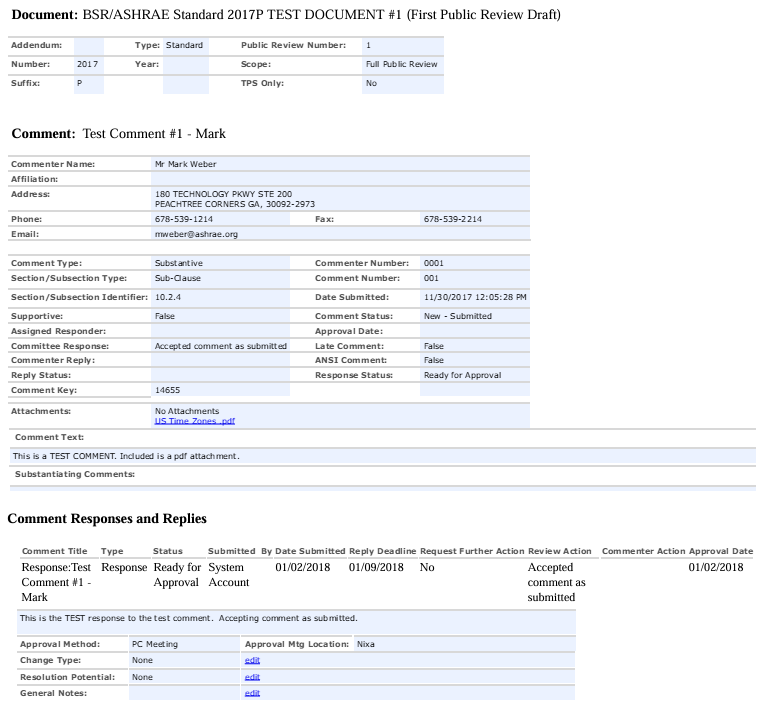 Document: BSR/ASHRAE Standard 2017P TEST DOCUMENT #1 (First Public Review Draft)
Addendum: Type: Standard Public Review Number: 1
Number: 2017 Year: Scope: Full Public Review
Suffix: P TPS Only: No
Comment: Test Comment #1 - Mark
Commenter Name: Mr Mark Weber
Affiliation:
Address: 180 TECHNOLOGY PKWY STE 200
PEACHTREE CORNERS GA, 30092-2973
Phone: 678-539-1214 Fax: 678-539-2214
Email: mweber@ashrae.org
Comment Type: Substantive Commenter Number: 0001
Section/Subsection Type: Sub-Clause Comment Number: 001
Section/Subsection Identifier: 10.2.4 Date Submitted: 11/30/2017 12:05:28 PM
Supportive: False Comment Status: New - Submitted
Assigned Responder: Approval Date:
Committee Response: Accepted comment as submitted Late Comment: False
Commenter Reply: ANSI Comment: False
Reply Status: Response Status: Ready for Approval
Comment Key: 14655
Attachments: No Attachments
US Time Zones .pdf
Comment Text:
This is a TEST COMMENT. Included is a pdf attachment.
Substantiating Comments:
Comment Responses and Replies
Comment Title Type Status Submitted By Date Submitted Reply Deadline Request Further Action Review Action Commenter Action Approval Date
Response:Test Response Ready for System 01/02/2018 01/09/2018 No Accepted 01/02/2018
Comment #1 - Approval Account comment as
Mark submitted
This is the TEST response to the test comment. Accepting comment as submitted.
Approval Method: PC Meeting Approval Mtg Location: Nixa
Change Type: None edit
Resolution Potential: None edit
General Notes: edit